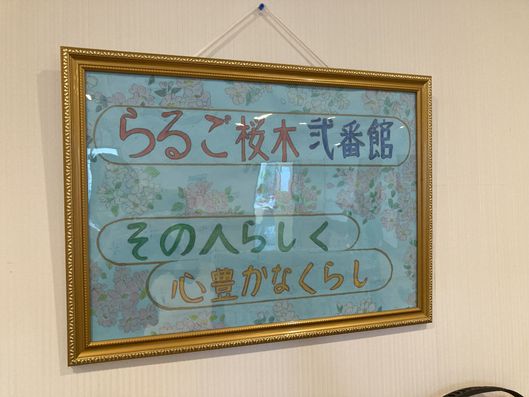 らるご桜木 弐番館
その人らしく
心豊かなくらし